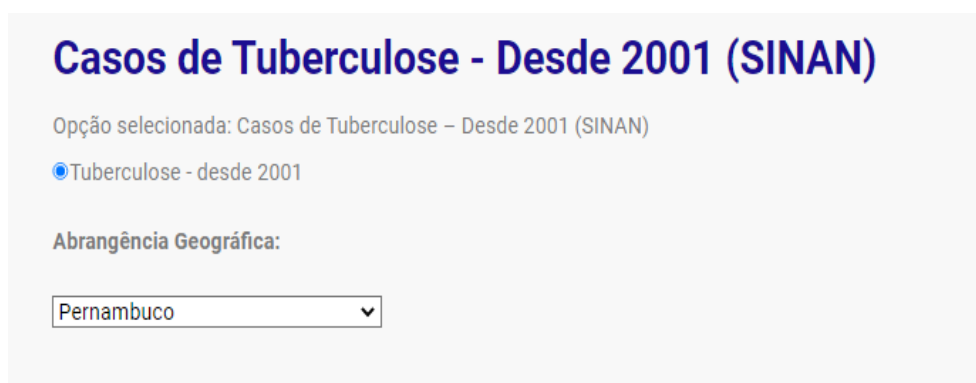 Casos de Tuberculose - Desde 2001 (SINAN)
Opção selecionada: Casos de Tuberculose – Desde 2001 (SINAN)
Tuberculose - desde 2001
Abrangência Geográfica:
Pernambuco